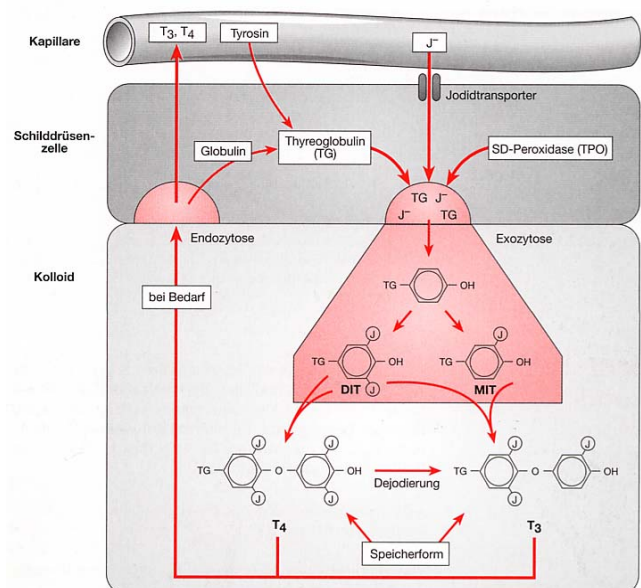 Kapillare
T3, T4
Tyrosin
J–
Jodidtransporter
Schilddrüsen-
zelle
Globulin
Thyreoglobulin
(TG)
SD-Peroxidase (TPO)
TG J–
J– TG
Endozytose
Exozytose
Kolloid
bei Bedarf
TG
OH
J
TG
OH
J
DIT
J
TG
OH
MIT
J
J
TG
O
OH
J
J
T4
Dejodierung
J
J
TG
O
OH
J
T3
Speicherform